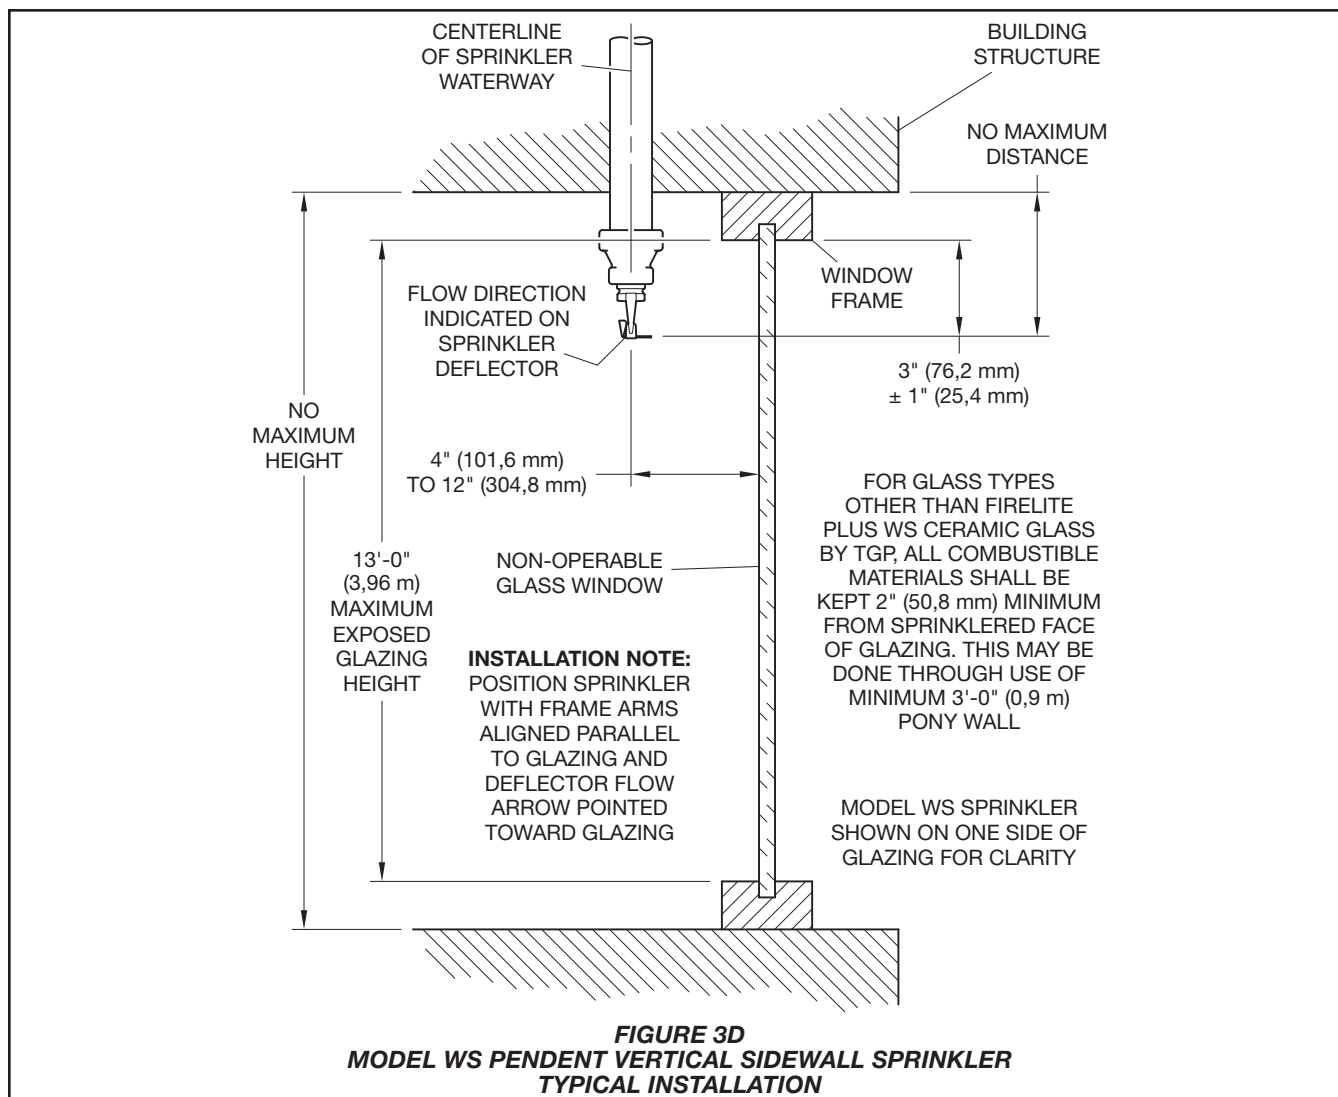 CENTERLINE
OF SPRINKLER
WATERWAY
BUILDING
STRUCTURE
NO MAXIMUM
DISTANCE
WINDOW
FRAME
FLOW DIRECTION
INDICATED ON
SPRINKLER
DEFLECTOR
3" (76,2 mm)
± 1" (25,4 mm)
NO
MAXIMUM
HEIGHT
4" (101,6 mm)
TO 12" (304,8 mm)
FOR GLASS TYPES
OTHER THAN FIRELITE
PLUS WS CERAMIC GLASS
BY TGP, ALL COMBUSTIBLE
MATERIALS SHALL BE
KEPT 2" (50,8 mm) MINIMUM
FROM SPRINKLERED FACE
OF GLAZING. THIS MAY BE
DONE THROUGH USE OF
MINIMUM 3'-0" (0,9 m)
PONY WALL
13'-0"
(3,96 m)
MAXIMUM
EXPOSED
GLAZING
HEIGHT
NON-OPERABLE
GLASS WINDOW
INSTALLATION NOTE:
POSITION SPRINKLER
WITH FRAME ARMS
ALIGNED PARALLEL
TO GLAZING AND
DEFLECTOR FLOW
ARROW POINTED
TOWARD GLAZING
MODEL WS SPRINKLER
SHOWN ON ONE SIDE OF
GLAZING FOR CLARITY
FIGURE 3D
MODEL WS PENDENT VERTICAL SIDEWALL SPRINKLER
TYPICAL INSTALLATION